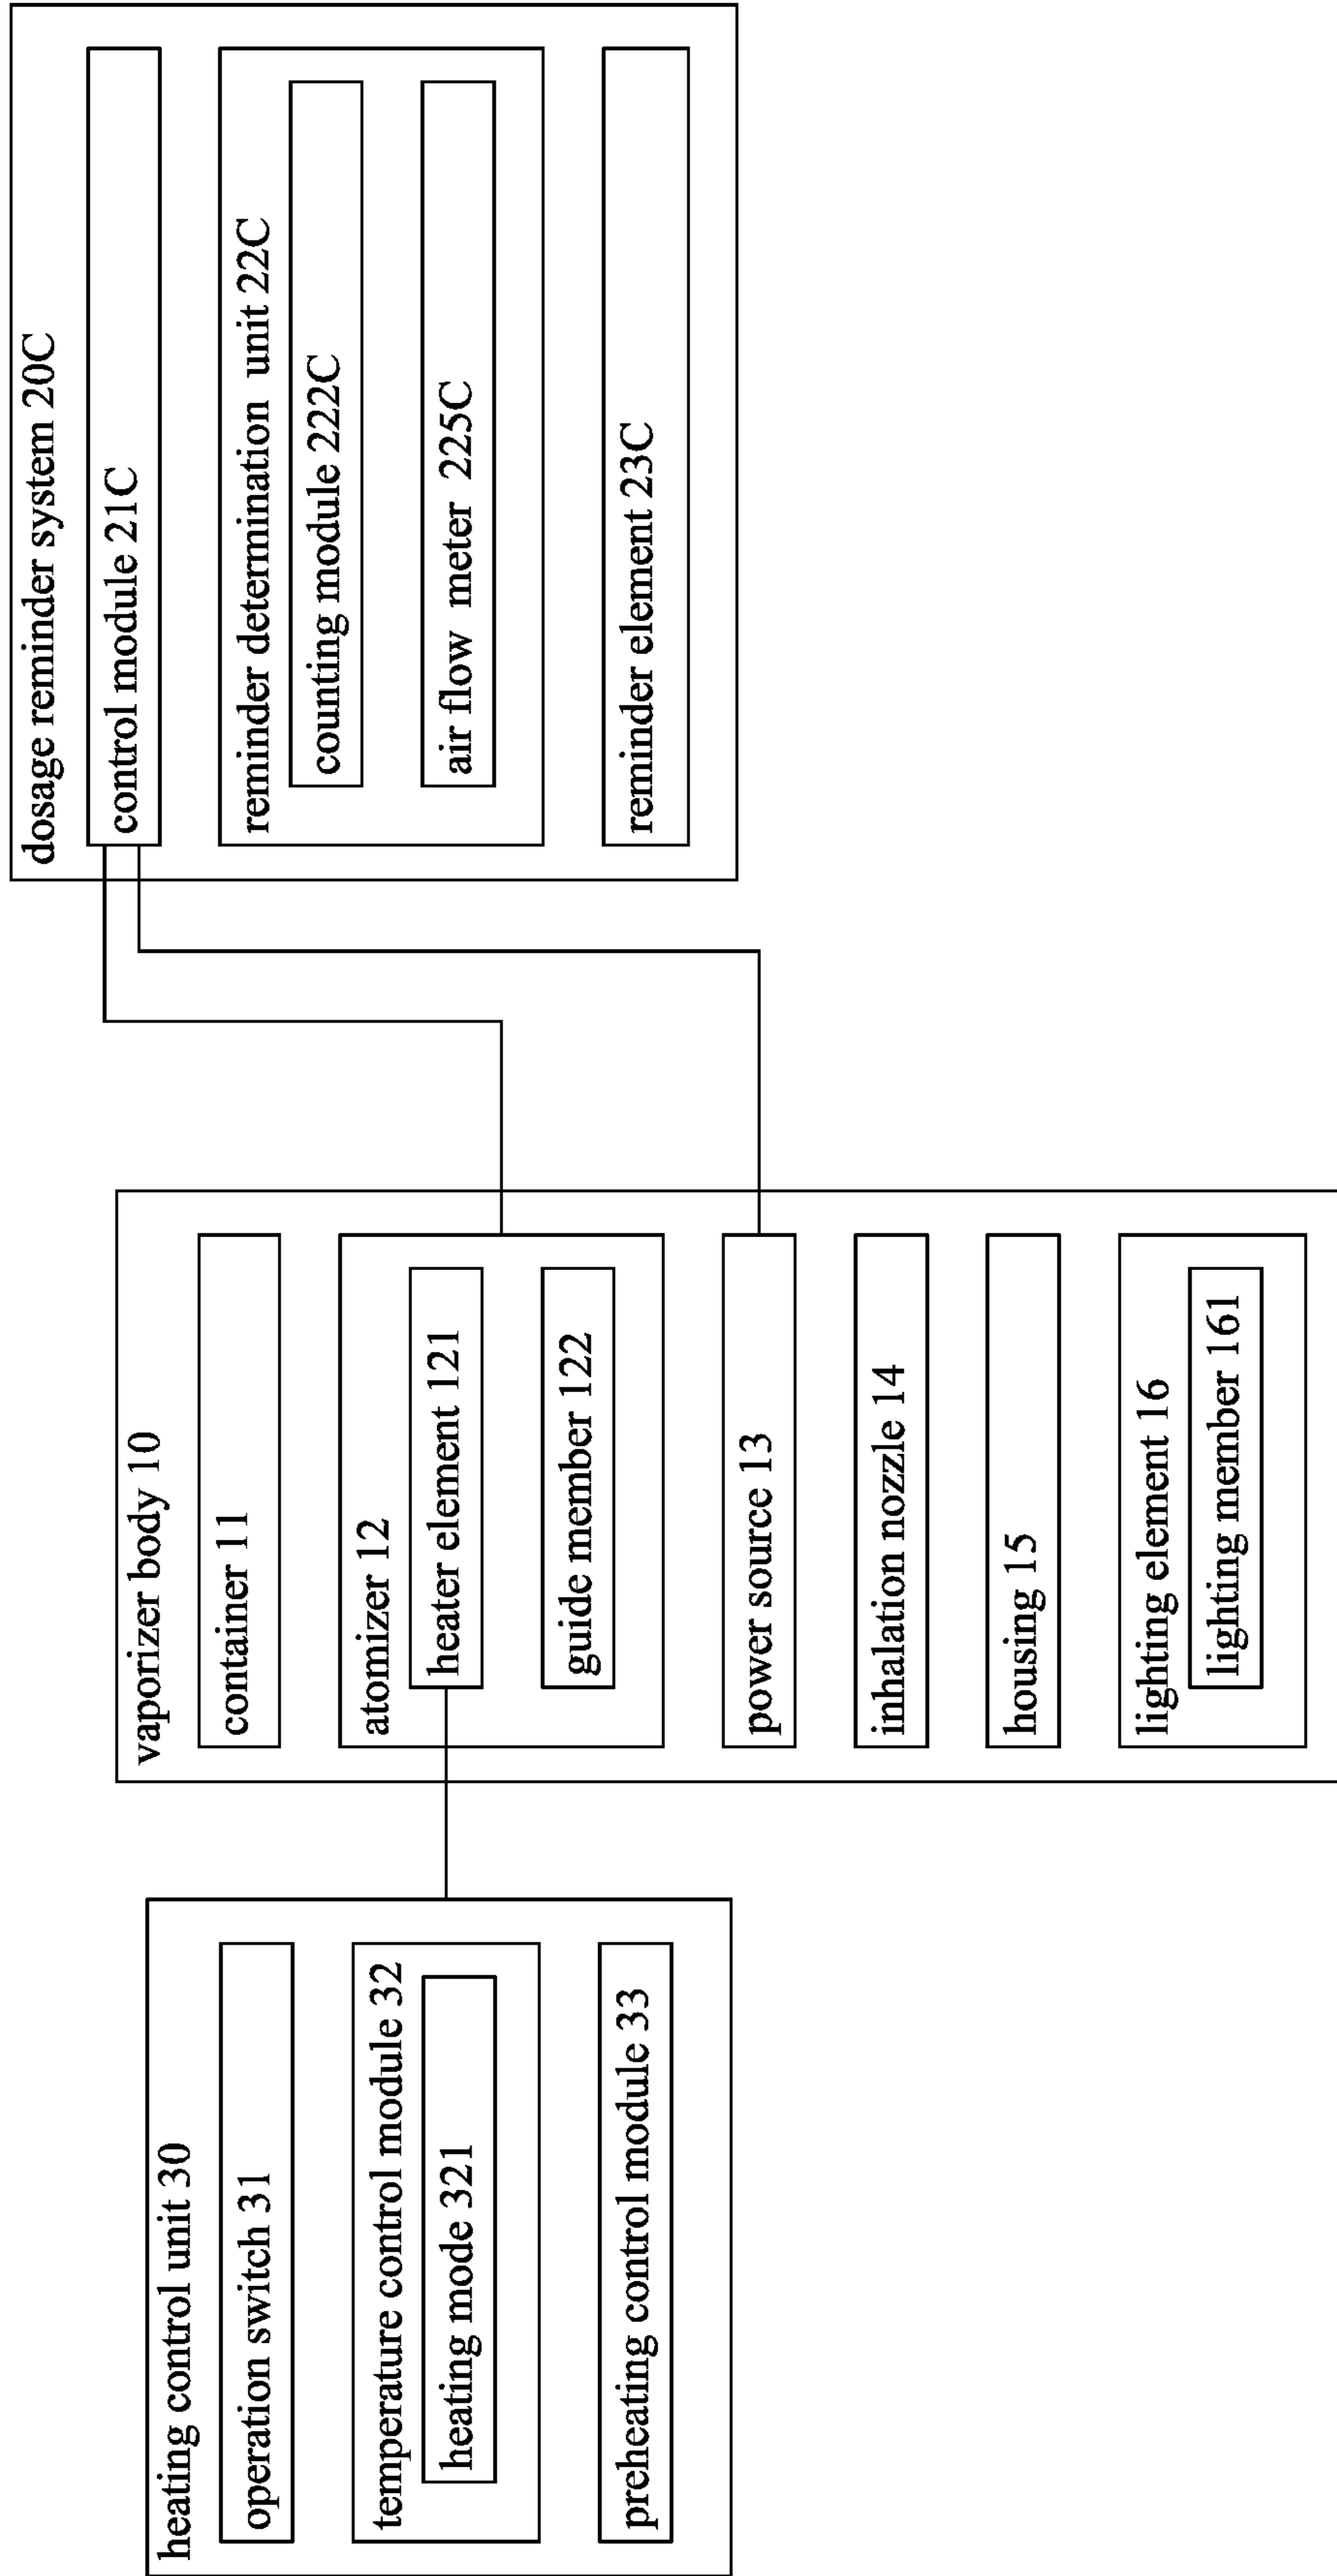 heating control unit 30
operation switch 31
temperature control module 32
heating mode 321
preheating control module 33
vaporizer body 10
container 11
atomizer 12
heater element 121
guide member 122
power source 13
inhalation nozzle 14
housing 15
lighting element 16
lighting member 161
dosage reminder system 20C
control module 21C
reminder determination unit 22C
counting module 222C
air flow meter 225C
reminder element 23C